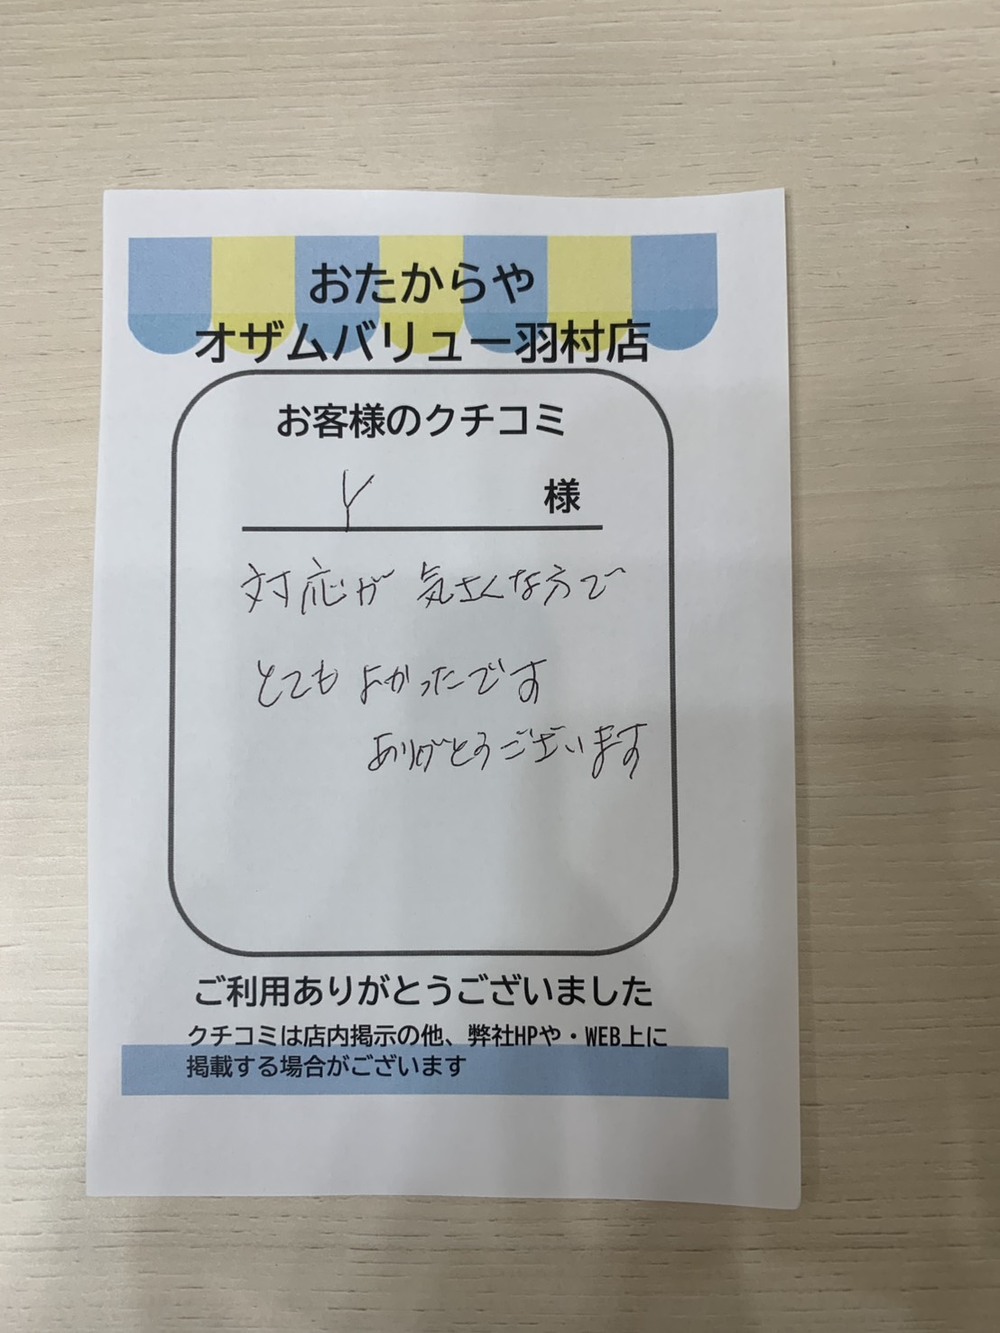 おたからや
オザムバリュー羽村店
お客様のクチコミ
Y 様
対応が 気さくな方で
とても よかったです
ありがとうございます
ご利用ありがとうございました
クチコミは店内掲示の他、弊社HPや・WEB上に
掲載する場合がございます